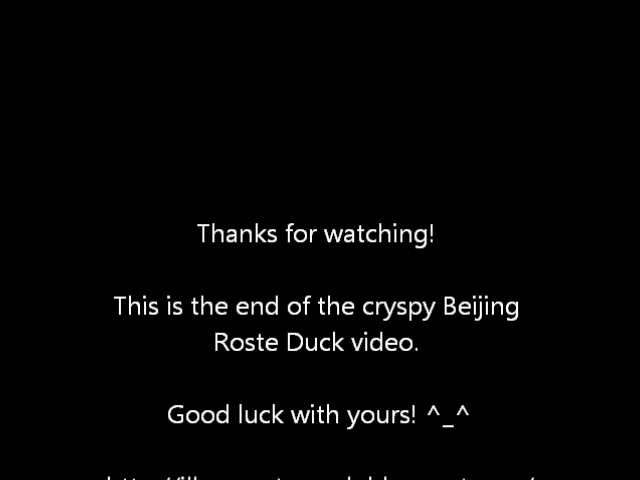 Thanks for watching!
This is the end of the cryspy Beijing
Roste Duck video.
Good luck with yours! ^_^